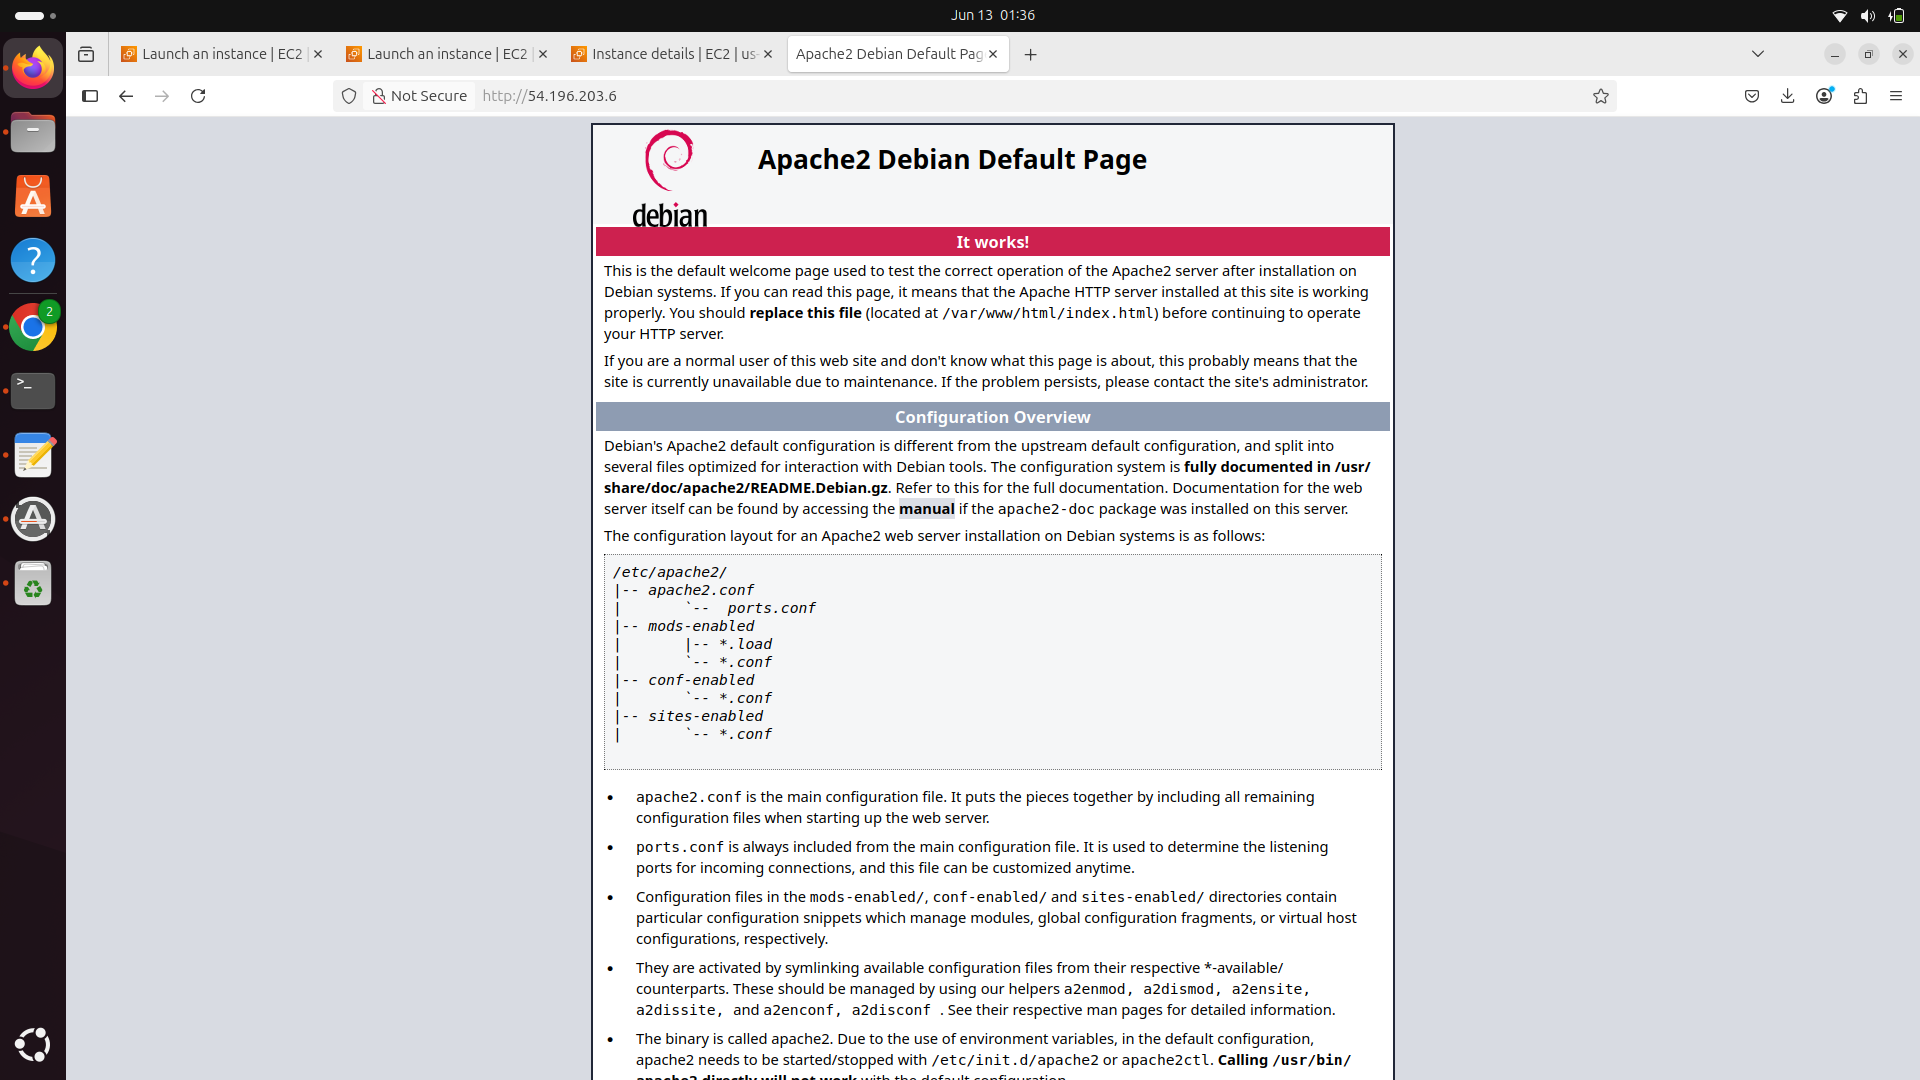 Jun 13 01:36
Launch an instance | EC2 |
Launch an instance | EC2 |
Instance details | EC2 | us-
Apache2 Debian Default Pag
Not Secure
http://54.196.203.6
2
debian
Apache2 Debian Default Page
It works!
This is the default welcome page used to test the correct operation of the Apache2 server after installation on
Debian systems. If you can read this page, it means that the Apache HTTP server installed at this site is working
properly. You should replace this file (located at /var/www/html/index.html) before continuing to operate
your HTTP server.
If you are a normal user of this web site and don't know what this page is about, this probably means that the
site is currently unavailable due to maintenance. If the problem persists, please contact the site's administrator.
Configuration Overview
Debian's Apache2 default configuration is different from the upstream default configuration, and split into
several files optimized for interaction with Debian tools. The configuration system is fully documented in /usr/
share/doc/apache2/README.Debian.gz. Refer to this for the full documentation. Documentation for the web
server itself can be found by accessing the manual if the apache2-doc package was installed on this server.
The configuration layout for an Apache2 web server installation on Debian systems is as follows:
/etc/apache2/
|-- apache2.conf
|       `--  ports.conf
|-- mods-enabled
|       |-- *.load
|       `-- *.conf
|-- conf-enabled
|       `-- *.conf
|-- sites-enabled
|       `-- *.conf
• apache2.conf is the main configuration file. It puts the pieces together by including all remaining
configuration files when starting up the web server.
• ports.conf is always included from the main configuration file. It is used to determine the listening
ports for incoming connections, and this file can be customized anytime.
• Configuration files in the mods-enabled/, conf-enabled/ and sites-enabled/ directories contain
particular configuration snippets which manage modules, global configuration fragments, or virtual host
configurations, respectively.
• They are activated by symlinking available configuration files from their respective *-available/
counterparts. These should be managed by using our helpers a2enmod, a2dismod, a2ensite,
a2dissite, and a2enconf, a2disconf . See their respective man pages for detailed information.
• The binary is called apache2. Due to the use of environment variables, in the default configuration,
apache2 needs to be started/stopped with /etc/init.d/apache2 or apache2ctl. Calling /usr/bin/
apache2 directly will not work with the default configuration.